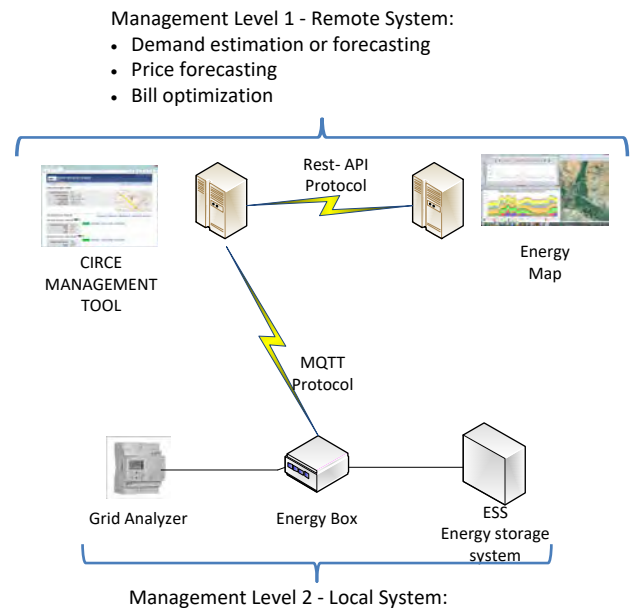 Management Level 1 - Remote System:
• Demand estimation or forecasting
• Price forecasting
• Bill optimization
Rest- API
Protocol
CIRCE
MANAGEMENT
TOOL
Energy
Map
MQTT
Protocol
Grid Analyzer
Energy Box
ESS
Energy storage
system
Management Level 2 - Local System: